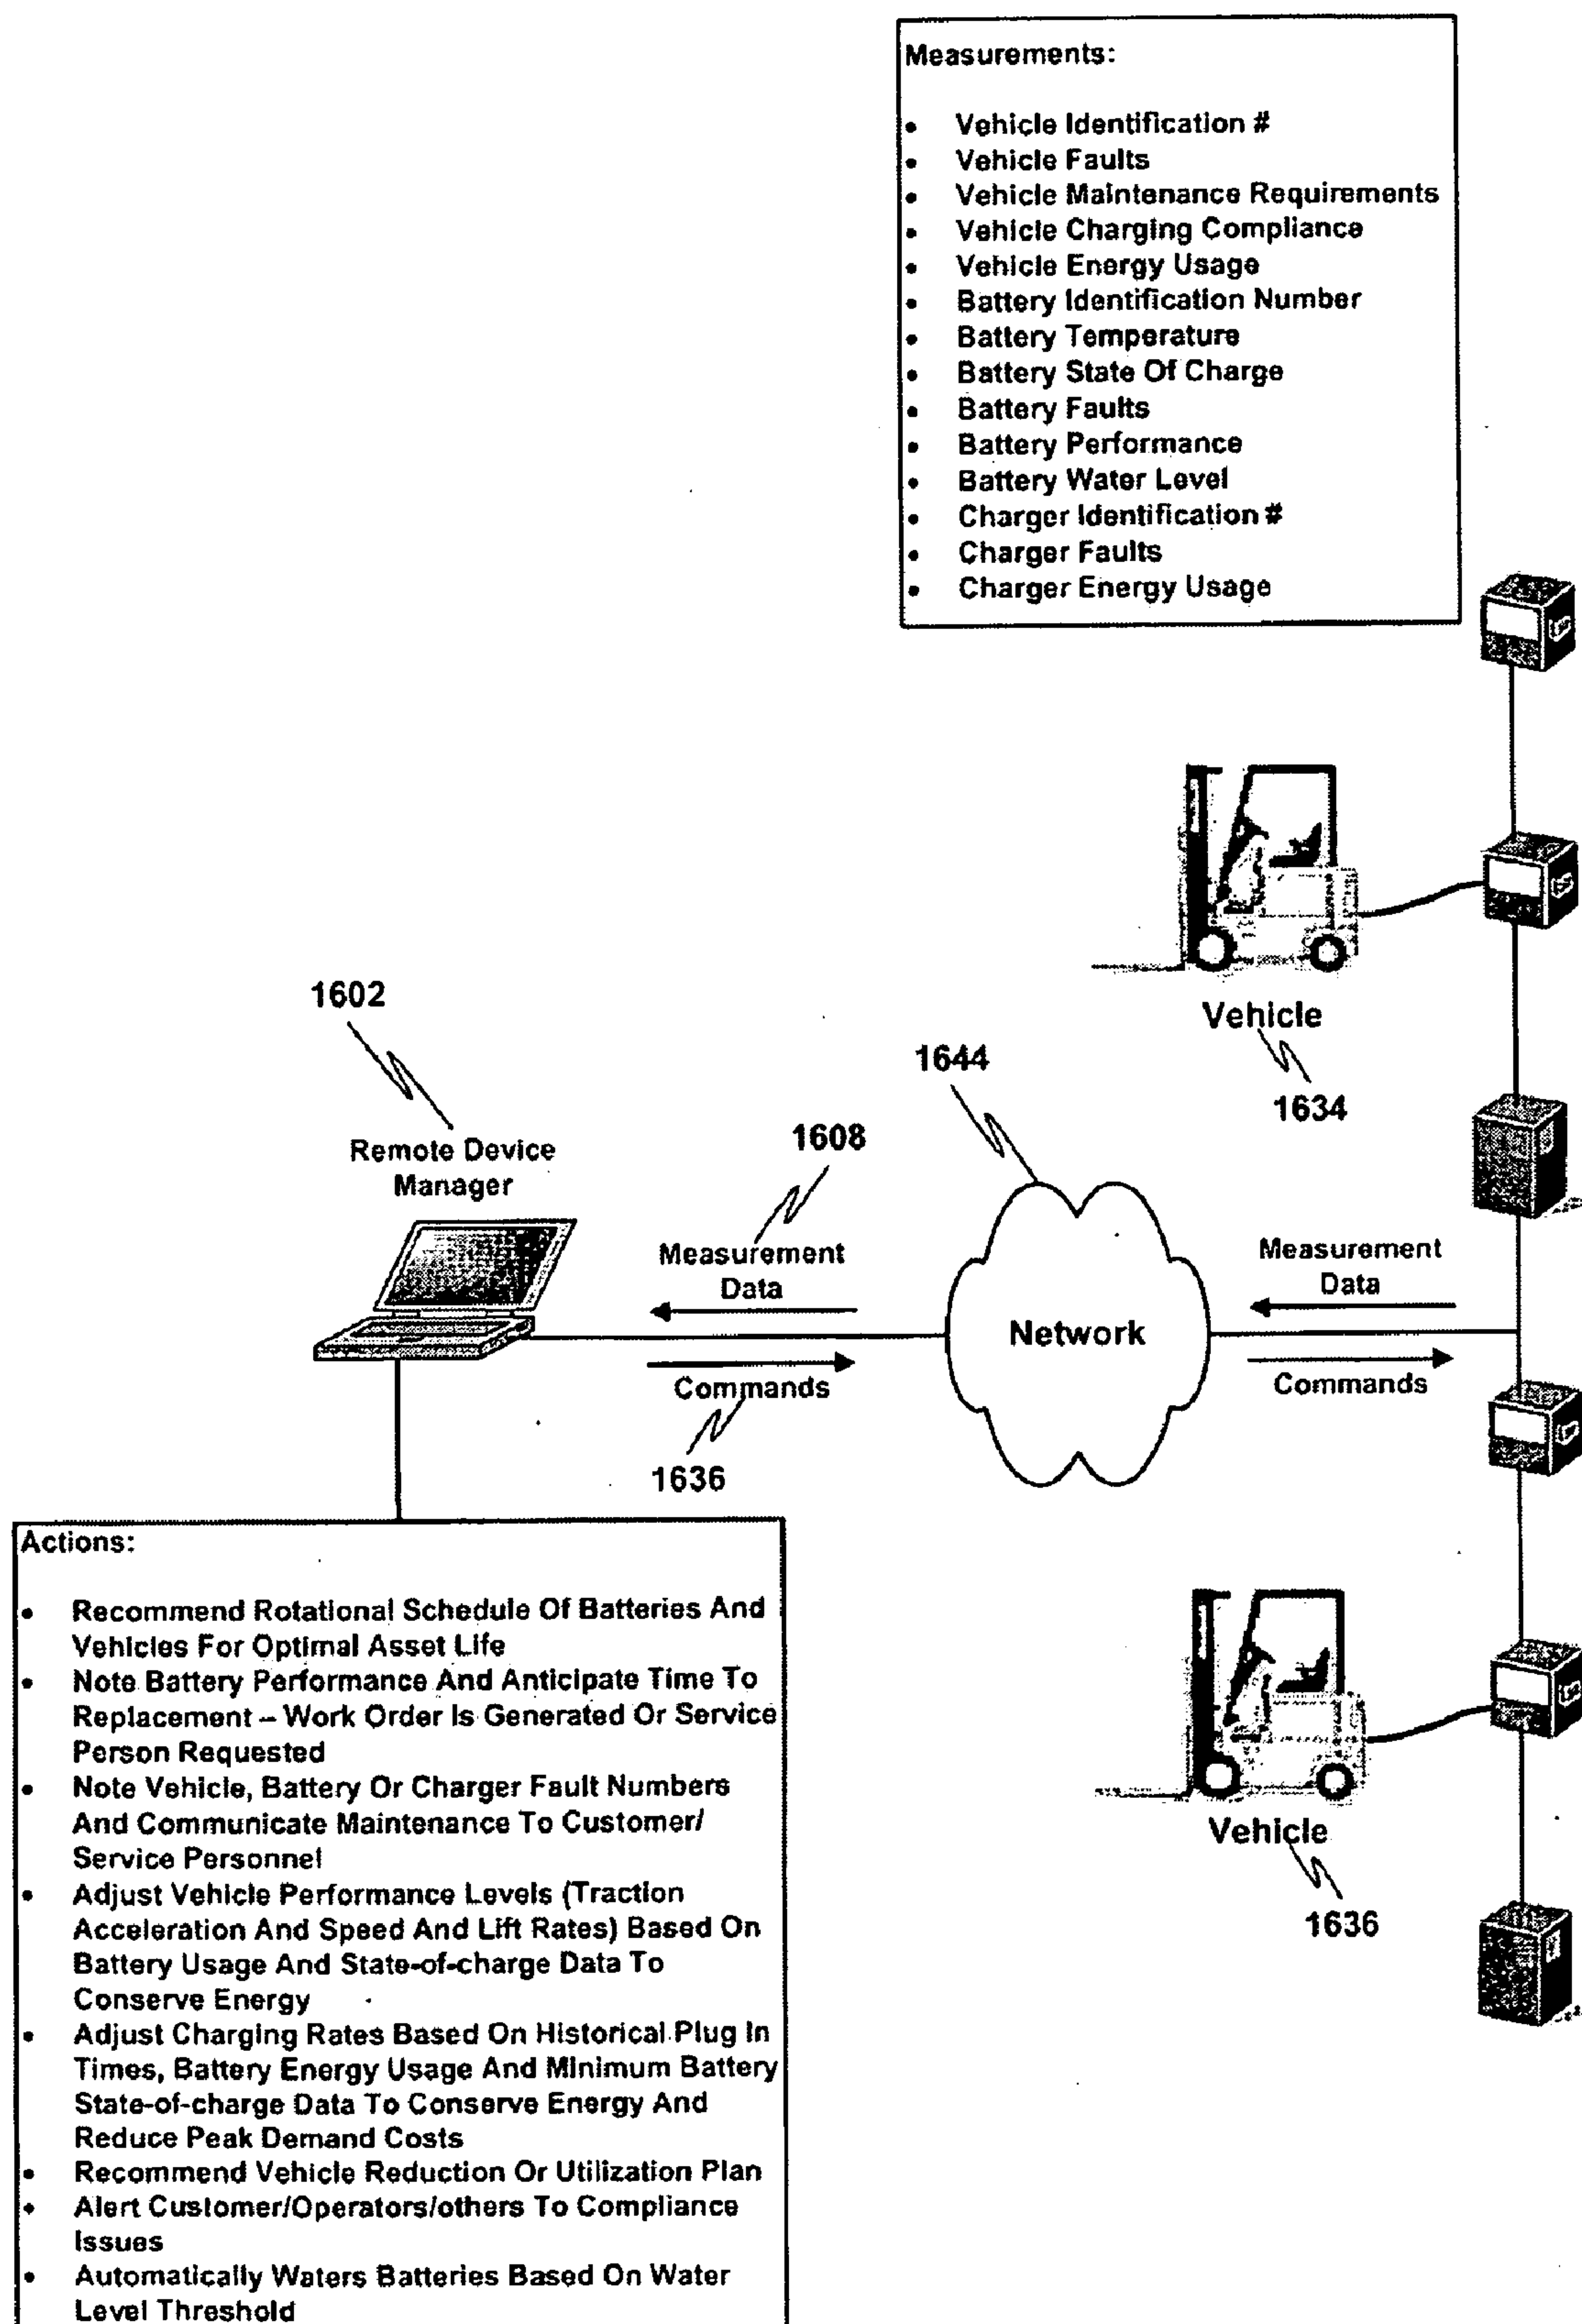 Measurements:
• Vehicle Identification #
• Vehicle Faults
• Vehicle Maintenance Requirements
• Vehicle Charging Compliance
• Vehicle Energy Usage
• Battery Identification Number
• Battery Temperature
• Battery State Of Charge
• Battery Faults
• Battery Performance
• Battery Water Level
• Charger Identification #
• Charger Faults
• Charger Energy Usage
Vehicle
1634
1602
Remote Device
Manager
1608
Measurement
Data
Commands
1636
1644
Network
Measurement
Data
Commands
Vehicle
1636
Actions:
• Recommend Rotational Schedule Of Batteries And
Vehicles For Optimal Asset Life
• Note Battery Performance And Anticipate Time To
Replacement – Work Order Is Generated Or Service
Person Requested
• Note Vehicle, Battery Or Charger Fault Numbers
And Communicate Maintenance To Customer/
Service Personnel
• Adjust Vehicle Performance Levels (Traction
Acceleration And Speed And Lift Rates) Based On
Battery Usage And State-of-charge Data To
Conserve Energy
• Adjust Charging Rates Based On Historical Plug In
Times, Battery Energy Usage And Minimum Battery
State-of-charge Data To Conserve Energy And
Reduce Peak Demand Costs
• Recommend Vehicle Reduction Or Utilization Plan
• Alert Customer/Operators/others To Compliance
Issues
• Automatically Waters Batteries Based On Water
Level Threshold